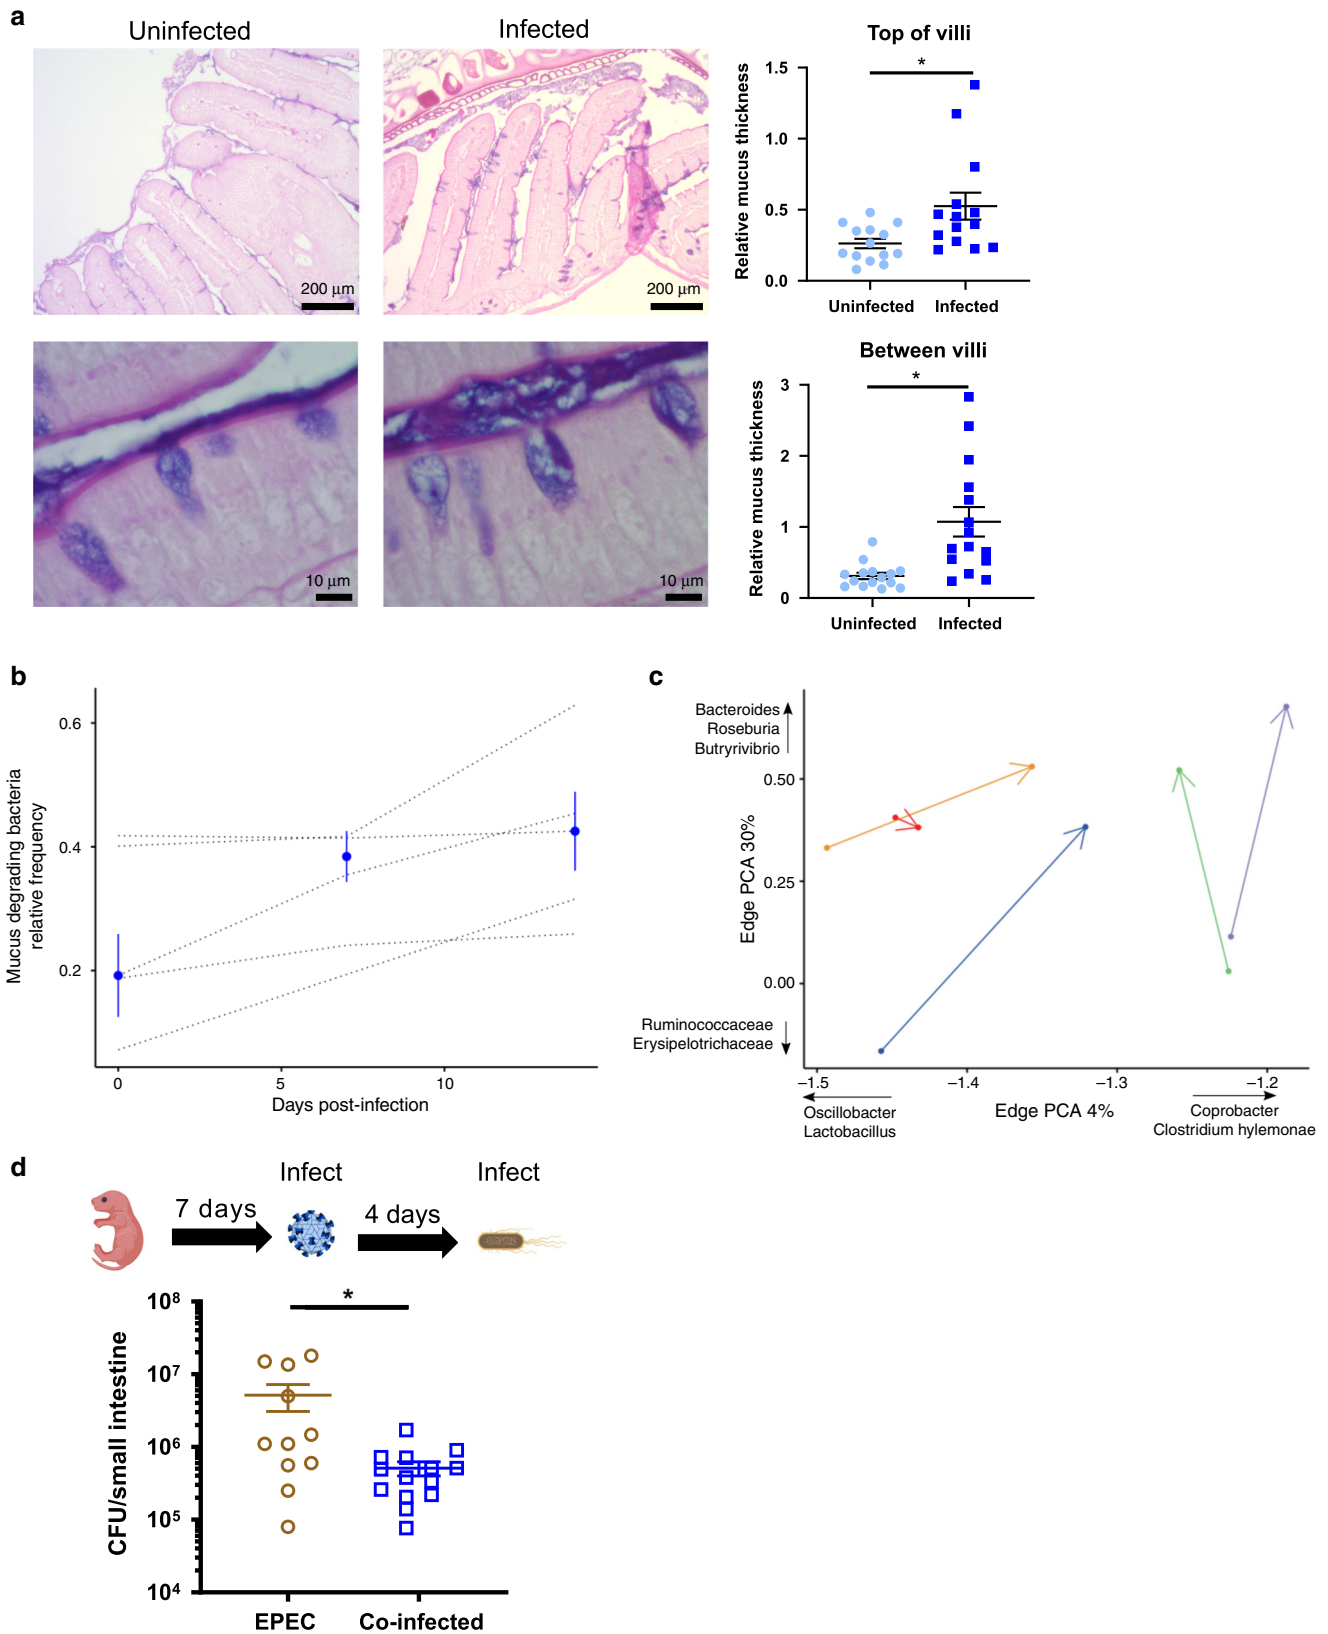 a
Uninfected
Infected
200 μm
200 μm
10 μm
10 μm
Top of villi
*
Relative mucus thickness
1.5
1.0
0.5
0.0
Uninfected
Infected
Between villi
*
Relative mucus thickness
3
2
1
0
Uninfected
Infected
b
Mucus degrading bacteria
relative frequency
0.6
0.4
0.2
0
5
10
Days post-infection
c
Bacteroides
Roseburia
Butyrivibrio
Edge PCA 30%
0.50
0.25
0.00
Ruminococcaceae
Erysipelotrichaceae
–1.5
–1.4
–1.3
–1.2
Oscillobacter
Lactobacillus
Edge PCA 4%
Coprobacter
Clostridium hylemonae
d
Infect
Infect
7 days
4 days
*
CFU/small intestine
10⁸
10⁷
10⁶
10⁵
10⁴
EPEC
Co-infected